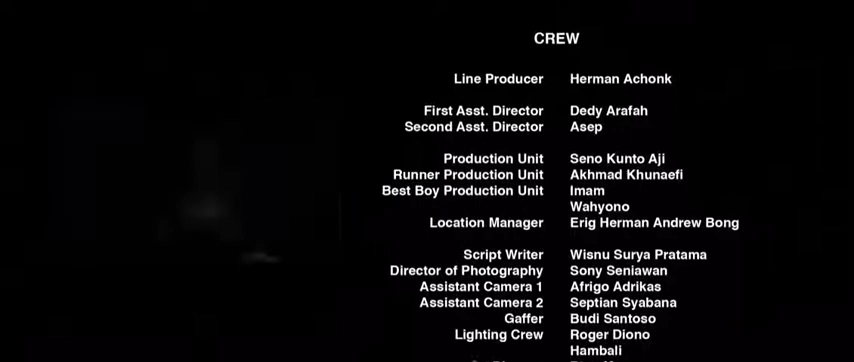 CREW
Line Producer Herman Achonk
First Asst. Director Dedy Arafah
Second Asst. Director Asep
Production Unit Seno Kunto Aji
Runner Production Unit Akhmad Khunaefi
Best Boy Production Unit Imam
Wahyono
Location Manager Erig Herman Andrew Bong
Script Writer Wisnu Surya Pratama
Director of Photography Sony Seniawan
Assistant Camera 1 Afrigo Adrikas
Assistant Camera 2 Septian Syabana
Gaffer Budi Santoso
Lighting Crew Roger Diono
Hambali